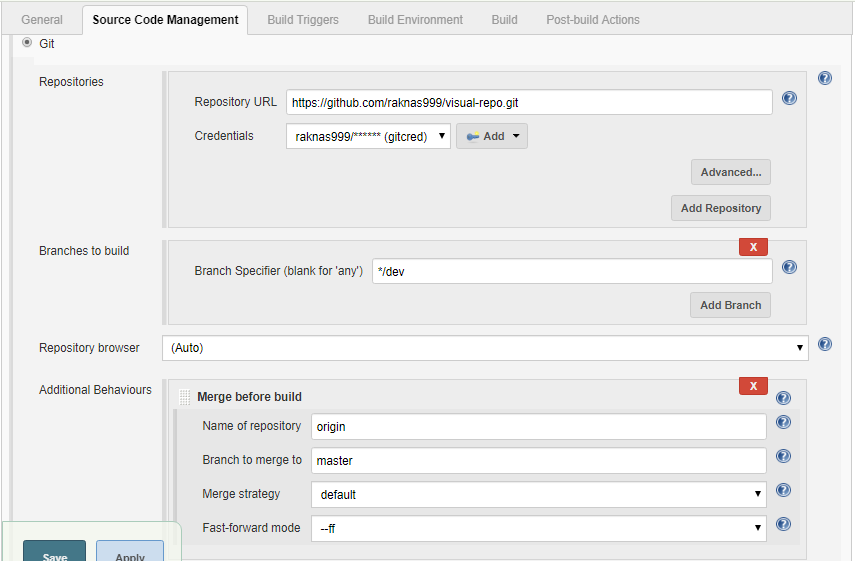 General Source Code Management Build Triggers Build Environment Build Post-build Actions
Git
Repositories
Repository URL https://github.com/raknas999/visual-repo.git
Credentials raknas999/****** (gitcred) Add
Advanced...
Add Repository
Branches to build
X
Branch Specifier (blank for 'any') */dev
Add Branch
Repository browser (Auto)
Additional Behaviours
X
Merge before build
Name of repository origin
Branch to merge to master
Merge strategy default
Fast-forward mode --ff
Save Apply